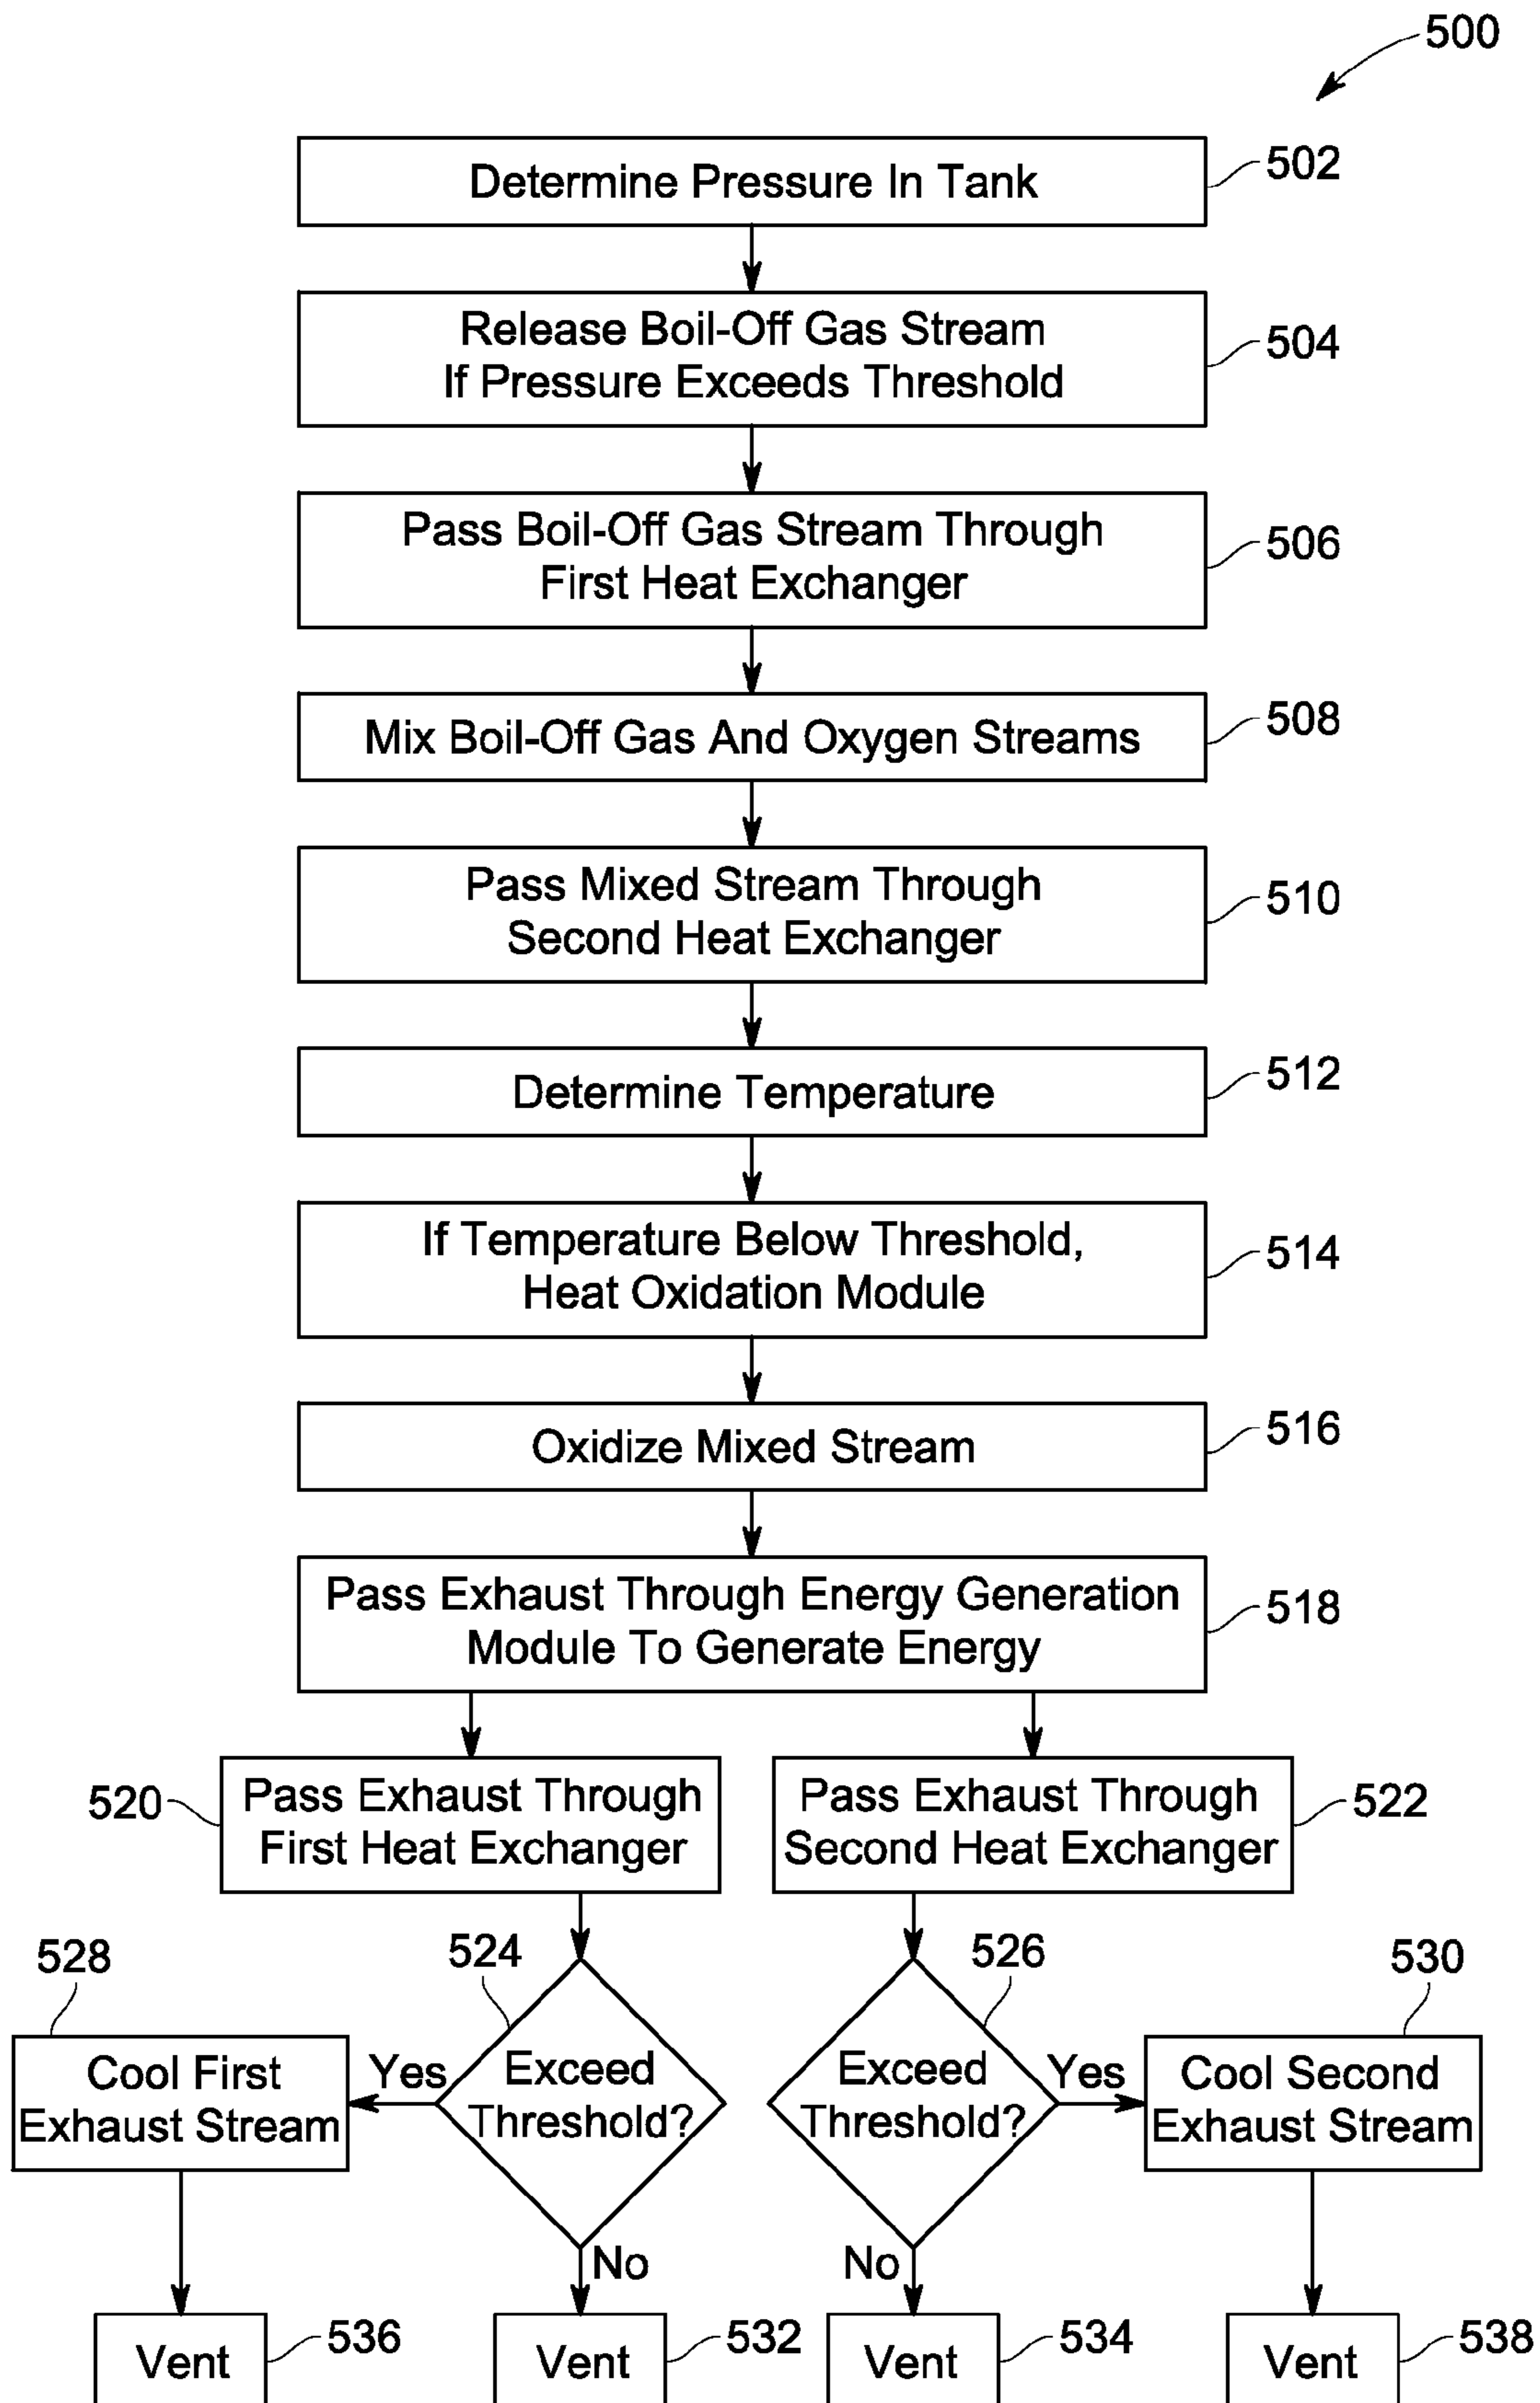 500
Determine Pressure In Tank
502
Release Boil-Off Gas Stream
If Pressure Exceeds Threshold
504
Pass Boil-Off Gas Stream Through
First Heat Exchanger
506
Mix Boil-Off Gas And Oxygen Streams
508
Pass Mixed Stream Through
Second Heat Exchanger
510
Determine Temperature
512
If Temperature Below Threshold,
Heat Oxidation Module
514
Oxidize Mixed Stream
516
Pass Exhaust Through Energy Generation
Module To Generate Energy
518
520
Pass Exhaust Through
First Heat Exchanger
Pass Exhaust Through
Second Heat Exchanger
522
528
Cool First
Exhaust Stream
Yes
524
Exceed
Threshold?
No
526
Exceed
Threshold?
No
Yes
530
Cool Second
Exhaust Stream
Vent
536
Vent
532
Vent
534
Vent
538